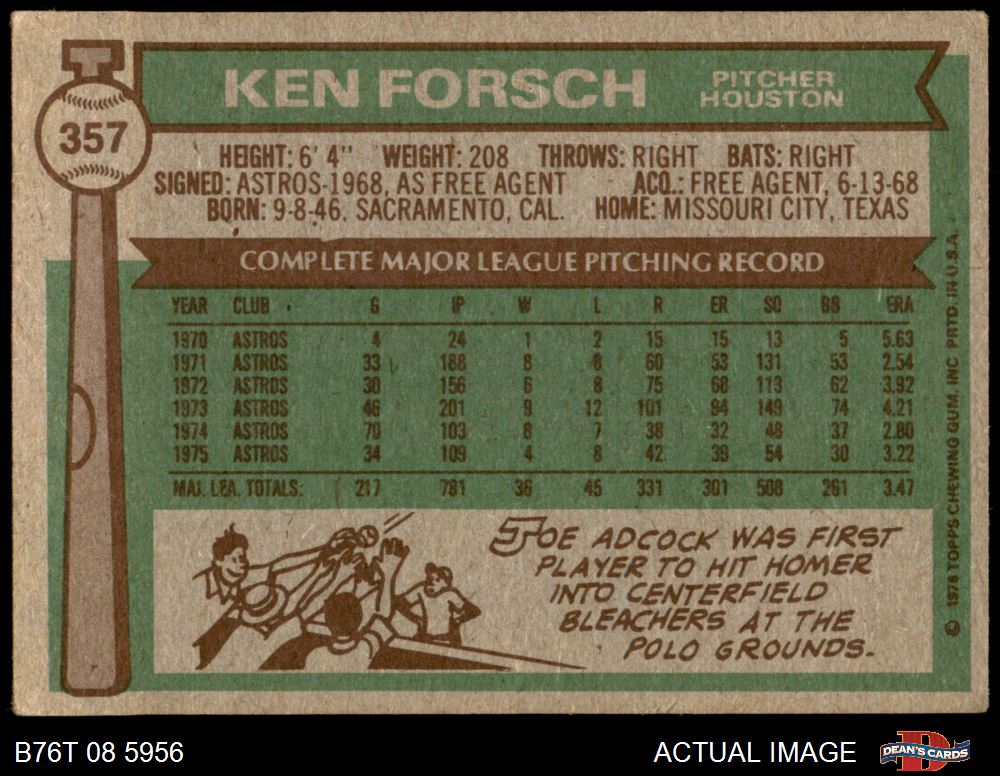 KEN FORSCH
PITCHER
HOUSTON
357
HEIGHT: 6' 4" WEIGHT: 208 THROWS: RIGHT BATS: RIGHT
SIGNED: ASTROS-1968, AS FREE AGENT ACQ.: FREE AGENT, 6-13-68
BORN: 9-8-46, SACRAMENTO, CAL. HOME: MISSOURI CITY, TEXAS
COMPLETE MAJOR LEAGUE PITCHING RECORD
YEAR CLUB G IP W L R ER SO BB ERA
1970 ASTROS 4 24 1 2 15 15 13 5 5.63
1971 ASTROS 33 188 8 8 60 53 131 53 2.54
1972 ASTROS 30 156 6 8 75 68 113 62 3.92
1973 ASTROS 46 201 9 12 101 94 149 74 4.21
1974 ASTROS 70 103 8 7 38 32 48 37 2.80
1975 ASTROS 34 109 4 8 42 39 54 30 3.22
MAJ. LEA. TOTALS: 217 781 36 45 331 301 508 261 3.47
JOE ADCOCK WAS FIRST
PLAYER TO HIT HOMER
INTO CENTERFIELD
BLEACHERS AT THE
POLO GROUNDS.
© 1976 TOPPS CHEWING GUM, INC PRTD. IN U.S.A.
B76T 08 5956
ACTUAL IMAGE
D
DEAN'S CARDS